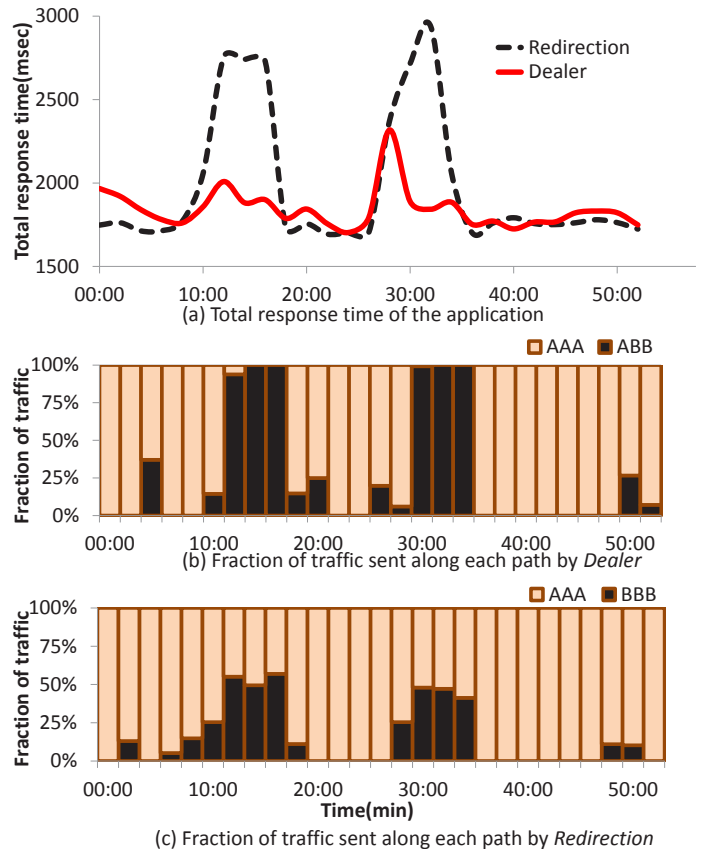 3000
2500
2000
1500
Total response time(msec)
Redirection
Dealer
00:00 10:00 20:00 30:00 40:00 50:00
(a) Total response time of the application
AAA ABB
100%
75%
50%
25%
0%
Fraction of traffic
00:00 10:00 20:00 30:00 40:00 50:00
(b) Fraction of traffic sent along each path by Dealer
AAA BBB
100%
75%
50%
25%
0%
Fraction of traffic
00:00 10:00 20:00 30:00 40:00 50:00
Time(min)
(c) Fraction of traffic sent along each path by Redirection